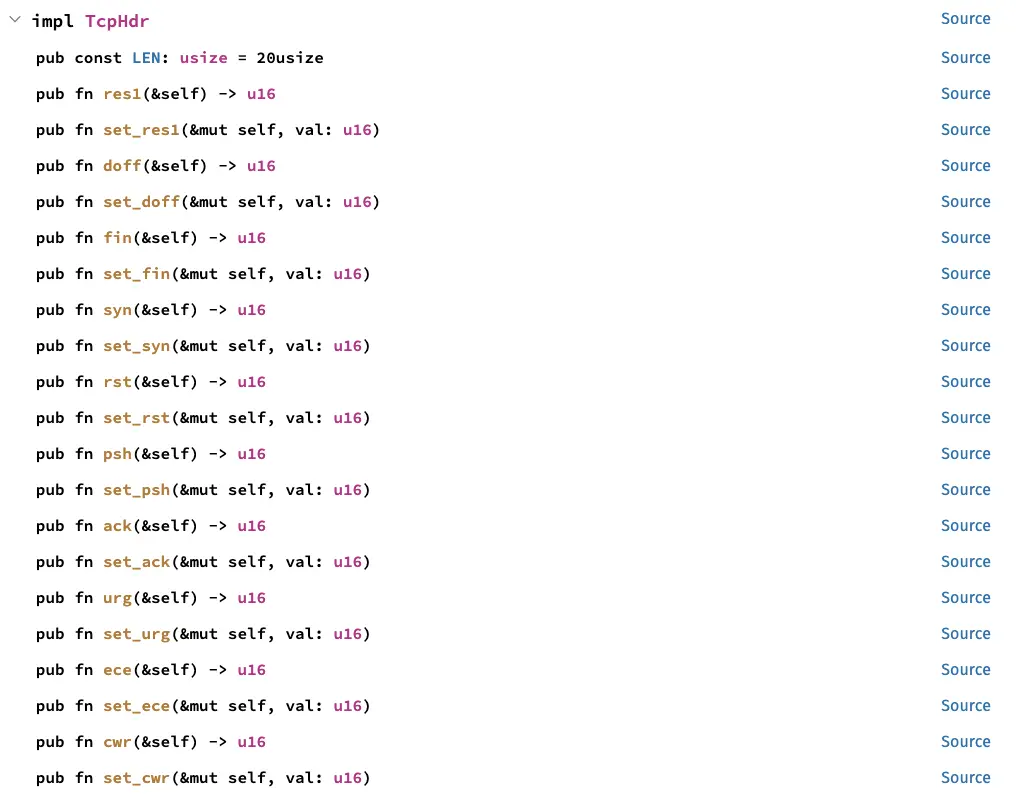 impl TcpHdr Source
pub const LEN: usize = 20usize Source
pub fn res1(&self) -> u16 Source
pub fn set_res1(&mut self, val: u16) Source
pub fn doff(&self) -> u16 Source
pub fn set_doff(&mut self, val: u16) Source
pub fn fin(&self) -> u16 Source
pub fn set_fin(&mut self, val: u16) Source
pub fn syn(&self) -> u16 Source
pub fn set_syn(&mut self, val: u16) Source
pub fn rst(&self) -> u16 Source
pub fn set_rst(&mut self, val: u16) Source
pub fn psh(&self) -> u16 Source
pub fn set_psh(&mut self, val: u16) Source
pub fn ack(&self) -> u16 Source
pub fn set_ack(&mut self, val: u16) Source
pub fn urg(&self) -> u16 Source
pub fn set_urg(&mut self, val: u16) Source
pub fn ece(&self) -> u16 Source
pub fn set_ece(&mut self, val: u16) Source
pub fn cwr(&self) -> u16 Source
pub fn set_cwr(&mut self, val: u16) Source